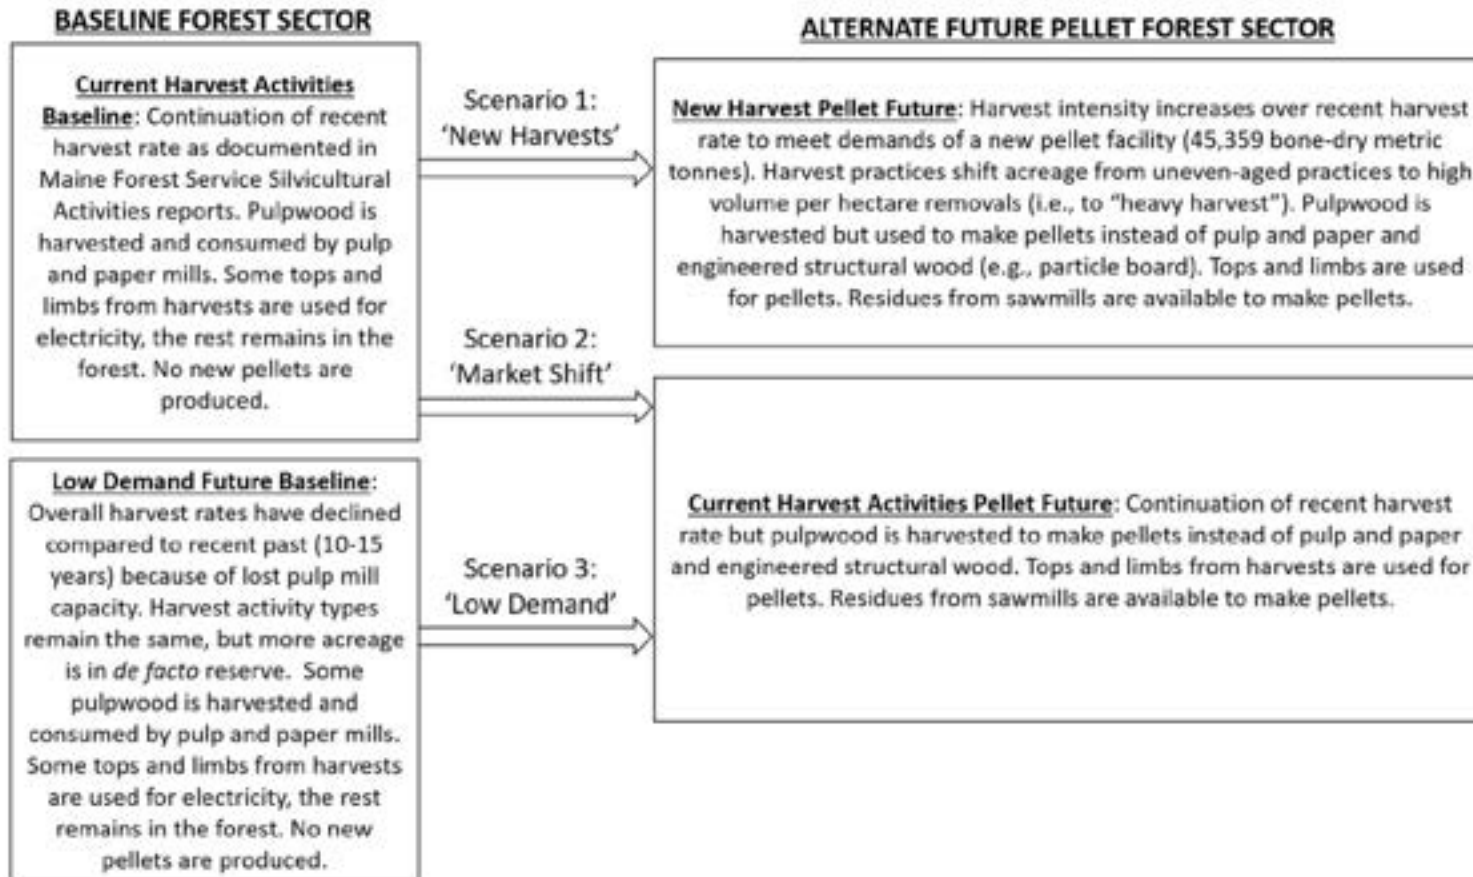 BASELINE FOREST SECTOR
Current Harvest Activities
Baseline: Continuation of recent
harvest rate as documented in
Maine Forest Service Silvicultural
Activities reports. Pulpwood is
harvested and consumed by pulp
and paper mills. Some tops and
limbs from harvests are used for
electricity, the rest remains in the
forest. No new pellets are
produced.
Low Demand Future Baseline:
Overall harvest rates have declined
compared to recent past (10-15
years) because of lost pulp mill
capacity. Harvest activity types
remain the same, but more acreage
is in de facto reserve. Some
pulpwood is harvested and
consumed by pulp and paper mills.
Some tops and limbs from harvests
are used for electricity, the rest
remains in the forest. No new
pellets are produced.
Scenario 1:
‘New Harvests’
Scenario 2:
‘Market Shift’
Scenario 3:
‘Low Demand’
ALTERNATE FUTURE PELLET FOREST SECTOR
New Harvest Pellet Future: Harvest intensity increases over recent harvest
rate to meet demands of a new pellet facility (45,359 bone-dry metric
tonnes). Harvest practices shift acreage from uneven-aged practices to high
volume per hectare removals (i.e., to “heavy harvest”). Pulpwood is
harvested but used to make pellets instead of pulp and paper and
engineered structural wood (e.g., particle board). Tops and limbs are used
for pellets. Residues from sawmills are available to make pellets.
Current Harvest Activities Pellet Future: Continuation of recent harvest
rate but pulpwood is harvested to make pellets instead of pulp and paper
and engineered structural wood. Tops and limbs from harvests are used for
pellets. Residues from sawmills are available to make pellets.